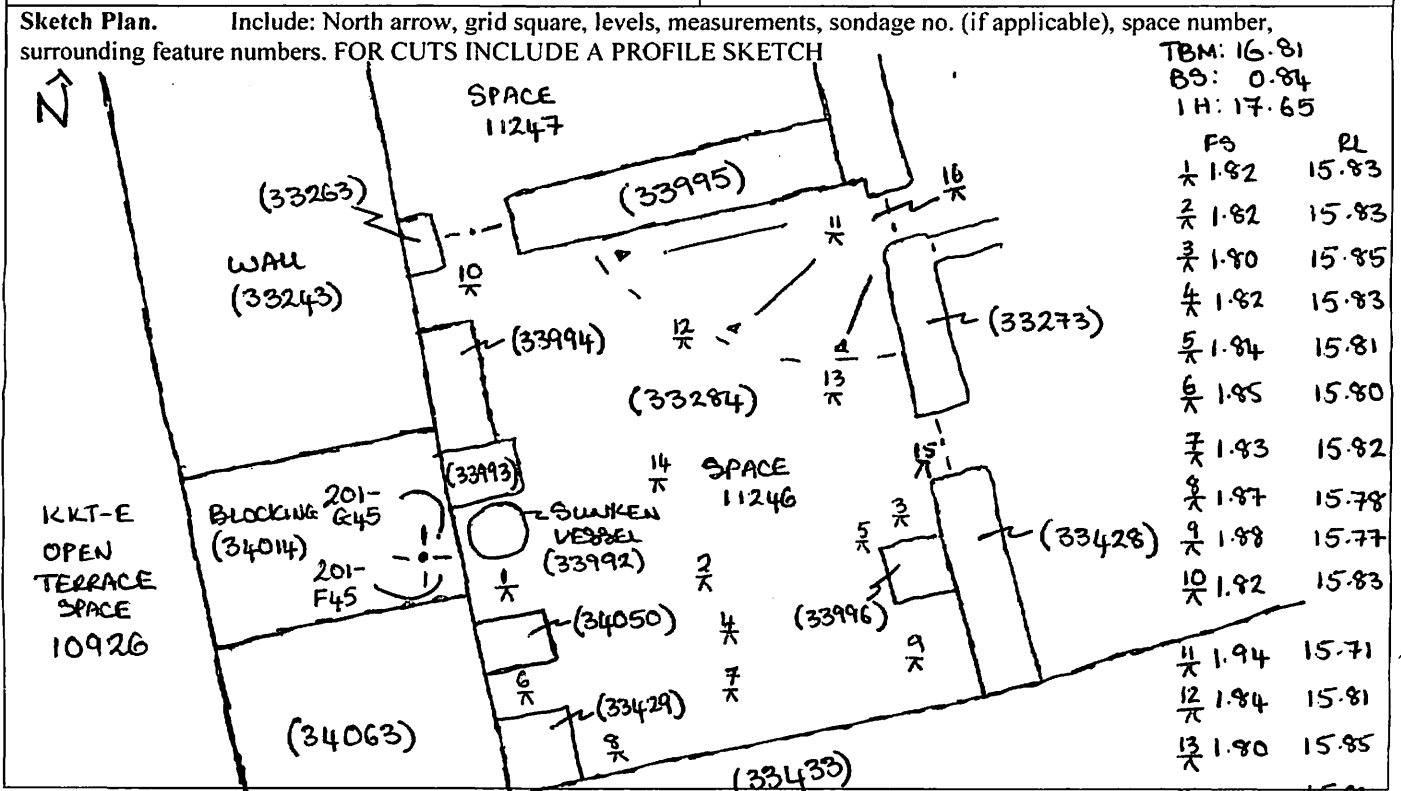 Sketch Plan. Include: North arrow, grid square, levels, measurements, sondage no. (if applicable), space number,
surrounding feature numbers. FOR CUTS INCLUDE A PROFILE SKETCH
N
TBM: 16.81
BS: 0.84
IH: 17.65
FS RL
1 1.82 15.83
2 1.82 15.83
3 1.80 15.85
4 1.82 15.83
5 1.84 15.81
6 1.85 15.80
7 1.83 15.82
8 1.87 15.78
9 1.88 15.77
10 1.82 15.83
11 1.94 15.71
12 1.84 15.81
13 1.80 15.85
SPACE
11247
(33263)
(33995)
16
11
WALL
(33243)
10
(33994)
12
(33273)
13
(33284)
(33993)
14
SPACE
11246
15
KKT-E
OPEN
TERRACE
SPACE
10926
BLOCKING
(34014)
201-
G45
201-
F45
SUNKEN
VESSEL
(33992)
3
5
(33428)
1
2
(33996)
(34050)
4
9
6
7
(33429)
8
(34063)
(33433)